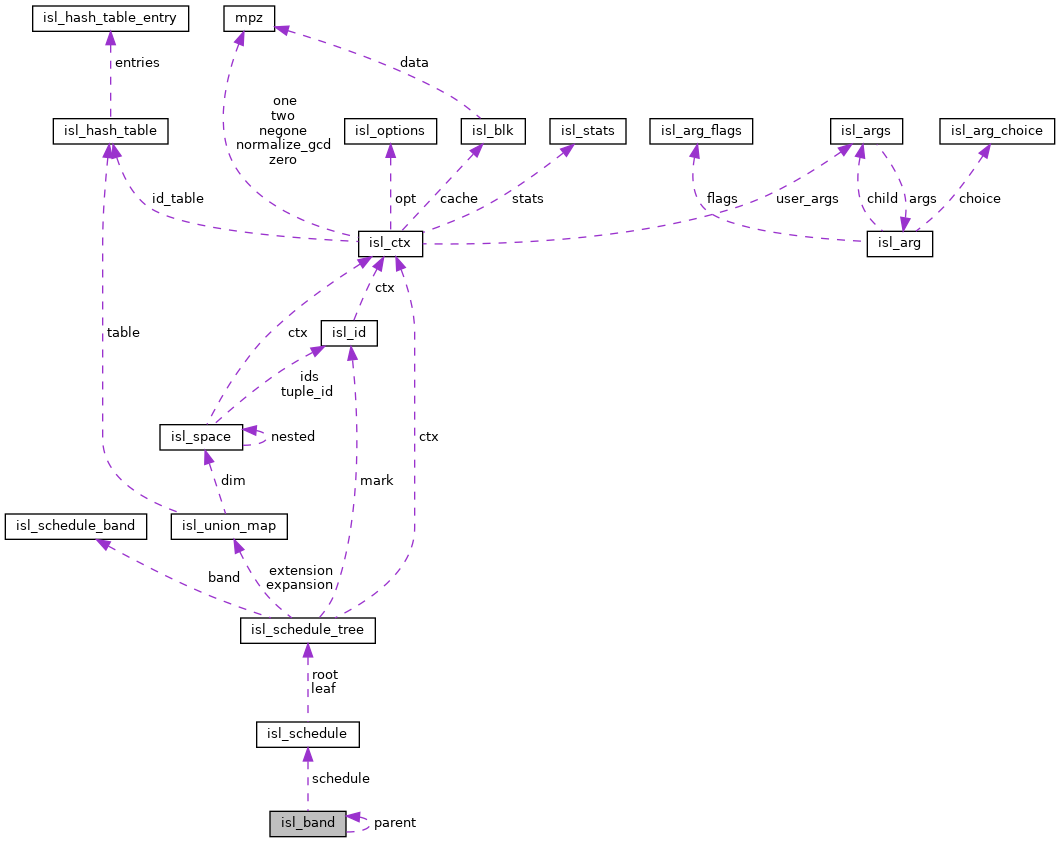 isl_hash_table_entry
mpz
entries
data
one
two
negone
normalize_gcd
zero
isl_hash_table
isl_options
isl_blk
isl_stats
isl_arg_flags
isl_args
isl_arg_choice
id_table
opt
cache
stats
flags
user_args
child
args
choice
isl_ctx
isl_arg
ctx
table
ctx
isl_id
ids
tuple_id
isl_space
nested
ctx
dim
mark
isl_schedule_band
isl_union_map
band
extension
expansion
isl_schedule_tree
root
leaf
isl_schedule
schedule
isl_band
parent